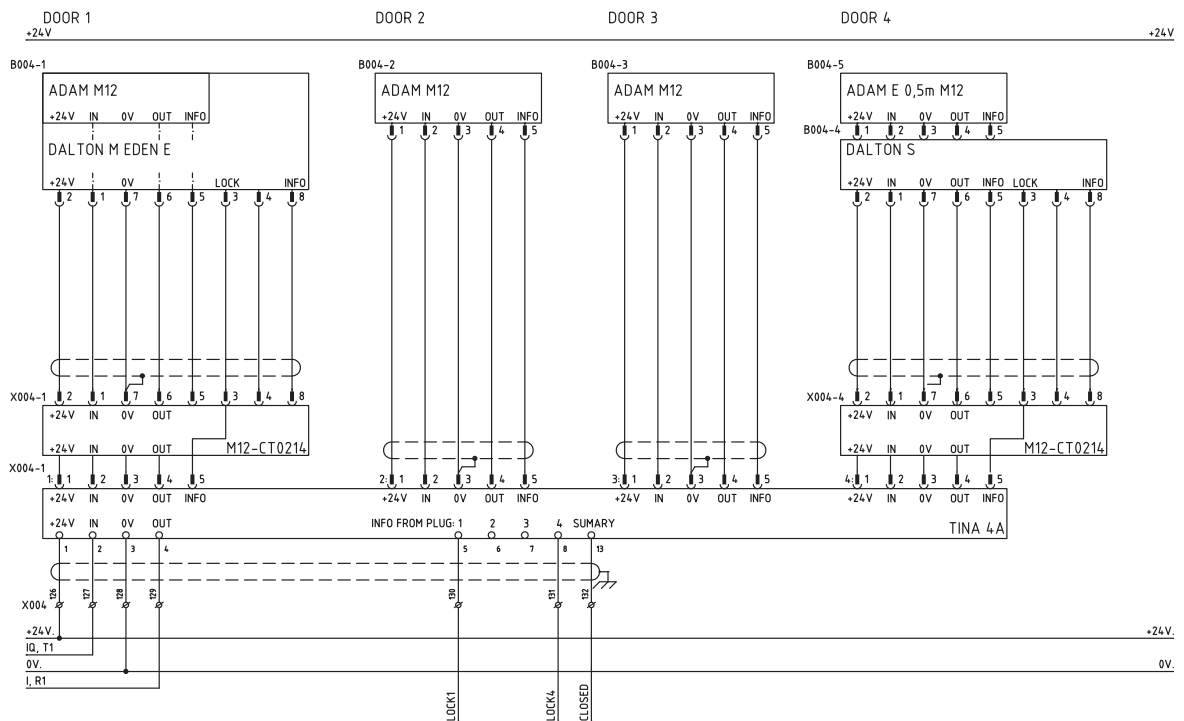 DOOR 1 DOOR 2 DOOR 3 DOOR 4
+24V +24V
B004-1 B004-2 B004-3 B004-5
ADAM M12 ADAM M12 ADAM M12 ADAM E 0,5m M12
+24V IN 0V OUT INFO +24V IN 0V OUT INFO +24V IN 0V OUT INFO +24V IN 0V OUT INFO
1 2 3 4 5 1 2 3 4 5 B004-4 1 2 3 4 5
DALTON M EDEN E DALTON S
+24V IN 0V OUT LOCK INFO +24V IN 0V OUT INFO LOCK INFO
2 1 7 6 5 3 4 8 2 1 7 6 5 3 4 8
X004-1 2 1 7 6 5 3 4 8 X004-4 2 1 7 6 5 3 4 8
+24V IN 0V OUT +24V IN 0V OUT
+24V IN 0V OUT M12-CT0214 +24V IN 0V OUT M12-CT0214
X004-1
1: 1 2 3 4 5 2: 1 2 3 4 5 3: 1 2 3 4 5 4: 1 2 3 4 5
+24V IN 0V OUT INFO +24V IN 0V OUT INFO +24V IN 0V OUT INFO +24V IN 0V OUT INFO
+24V IN 0V OUT INFO FROM PLUG: 1 2 3 4 SUMARY TINA 4A
1 2 3 4 5 6 7 8 13
126 127 128 129 130 131 132
X004
+24V. +24V.
IQ, T1
0V. 0V.
I, R1
LOCK1 LOCK4 CLOSED